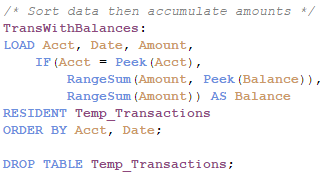 /* Sort data then accumulate amounts */
TransWithBalances:
LOAD Acct, Date, Amount,
IF(Acct = Peek(Acct),
RangeSum(Amount, Peek(Balance)),
RangeSum(Amount)) AS Balance
RESIDENT Temp_Transactions
ORDER BY Acct, Date;
DROP TABLE Temp_Transactions;